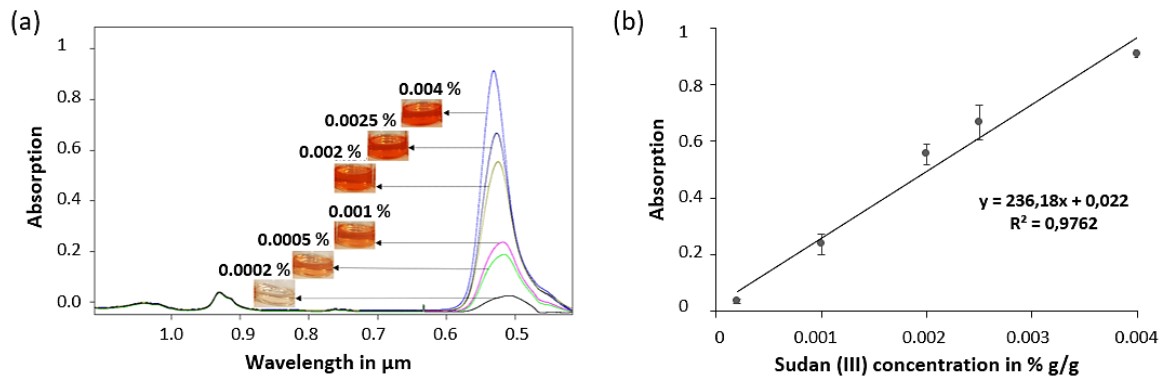 (a)
Absorption
1
0.8
0.6
0.4
0.2
0.0
0.004 %
0.0025 %
0.002 %
0.001 %
0.0005 %
0.0002 %
1.0 0.9 0.8 0.7 0.6 0.5
Wavelength in µm
(b)
Absorption
1
0.8
0.6
0.4
0.2
0
y = 236,18x + 0,022
R² = 0,9762
0 0.001 0.002 0.003 0.004
Sudan (III) concentration in % g/g